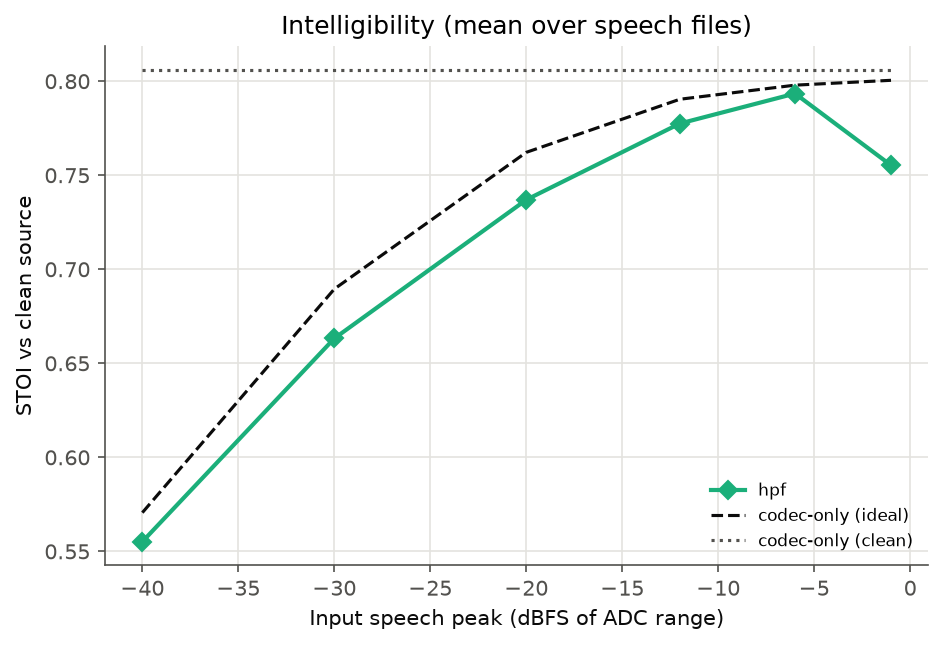 Intelligibility (mean over speech files)
STOI vs clean source
0.80
0.75
0.70
0.65
0.60
0.55
−40
−35
−30
−25
−20
−15
−10
−5
0
Input speech peak (dBFS of ADC range)
hpf
codec-only (ideal)
codec-only (clean)